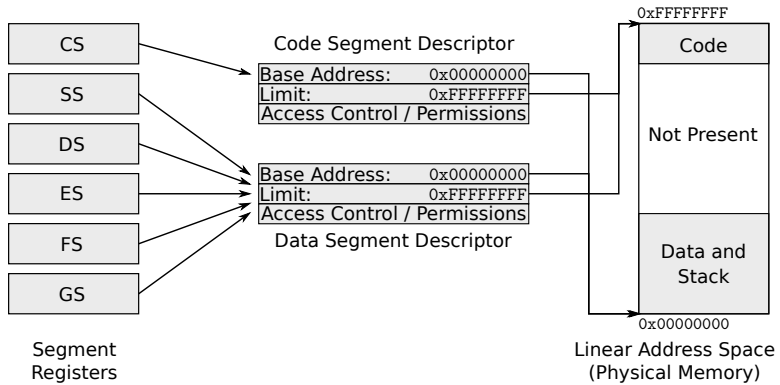 CS
SS
DS
ES
FS
GS
Segment
Registers
Code Segment Descriptor
Base Address: 0x00000000
Limit: 0xFFFFFFFF
Access Control / Permissions
Base Address: 0x00000000
Limit: 0xFFFFFFFF
Access Control / Permissions
Data Segment Descriptor
0xFFFFFFFF
Code
Not Present
Data and
Stack
0x00000000
Linear Address Space
(Physical Memory)